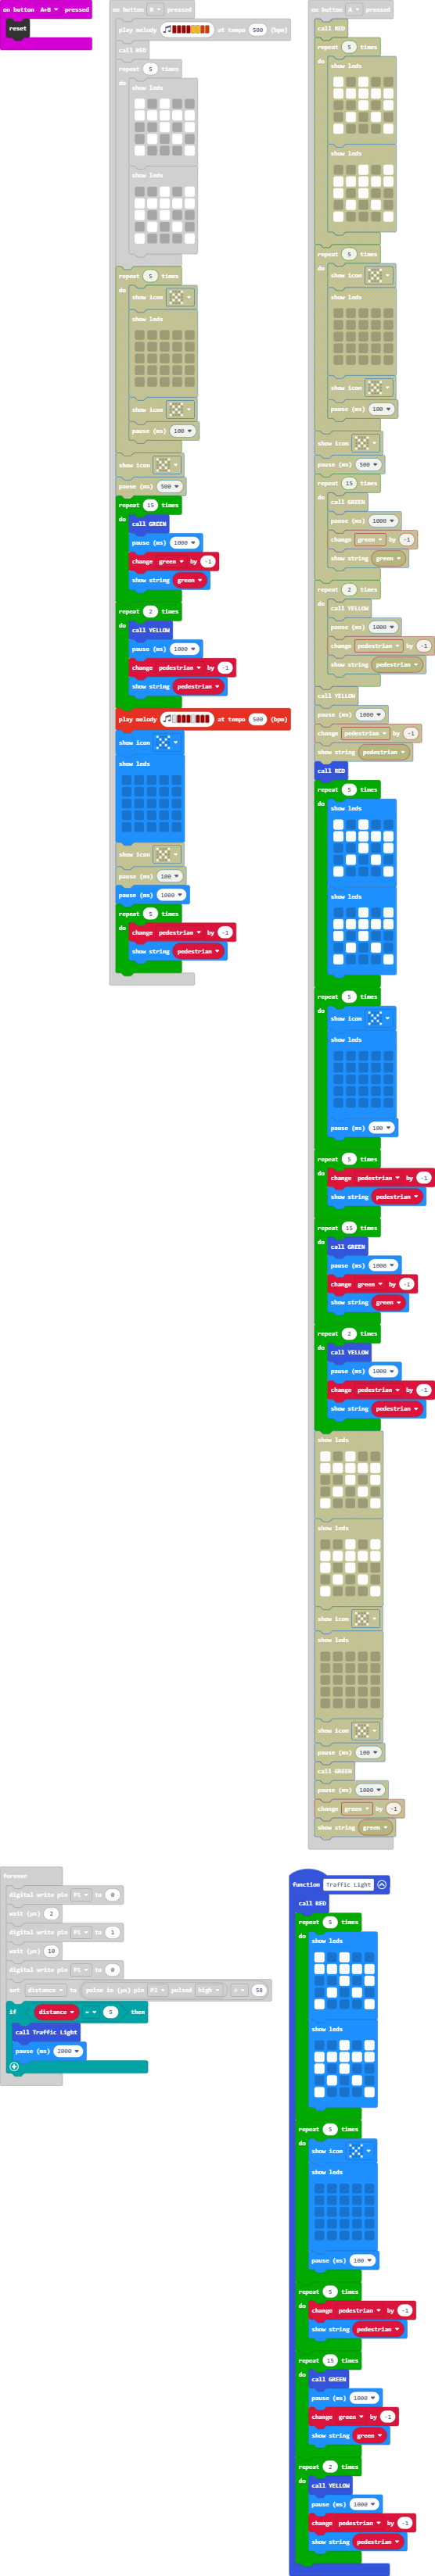 on button A+B pressed
reset
on button B pressed
play melody at tempo 500 (bpm)
call RED
repeat 5 times
do
show leds
show leds
repeat 5 times
do
show icon
show leds
show icon
pause (ms) 100
show icon
pause (ms) 500
repeat 15 times
do
call GREEN
pause (ms) 1000
change green by -1
show string green
repeat 2 times
do
call YELLOW
pause (ms) 1000
change pedestrian by -1
show string pedestrian
play melody at tempo 500 (bpm)
show icon
show leds
show icon
pause (ms) 100
pause (ms) 1000
repeat 5 times
do
change pedestrian by -1
show string pedestrian
on button A pressed
call RED
repeat 5 times
do
show leds
show leds
repeat 5 times
do
show icon
show leds
show icon
pause (ms) 100
show icon
pause (ms) 500
repeat 15 times
do
call GREEN
pause (ms) 1000
change green by -1
show string green
repeat 2 times
do
call YELLOW
pause (ms) 1000
change pedestrian by -1
show string pedestrian
call YELLOW
pause (ms) 1000
change pedestrian by -1
show string pedestrian
call RED
repeat 5 times
do
show leds
show leds
repeat 5 times
do
show icon
show leds
pause (ms) 100
repeat 5 times
do
change pedestrian by -1
show string pedestrian
repeat 15 times
do
call GREEN
pause (ms) 1000
change green by -1
show string green
repeat 2 times
do
call YELLOW
pause (ms) 1000
change pedestrian by -1
show string pedestrian
show leds
show leds
show icon
show leds
show icon
pause (ms) 100
call GREEN
pause (ms) 1000
change green by -1
show string green
forever
digital write pin P1 to 0
wait (µs) 2
digital write pin P1 to 1
wait (µs) 10
digital write pin P1 to 0
set distance to pulse in (µs) pin P2 pulsed high ÷ 58
if distance = 5 then
call Traffic Light
pause (ms) 2000
function Traffic Light
call RED
repeat 5 times
do
show leds
show leds
repeat 5 times
do
show icon
show leds
pause (ms) 100
repeat 5 times
do
change pedestrian by -1
show string pedestrian
repeat 15 times
do
call GREEN
pause (ms) 1000
change green by -1
show string green
repeat 2 times
do
call YELLOW
pause (ms) 1000
change pedestrian by -1
show string pedestrian